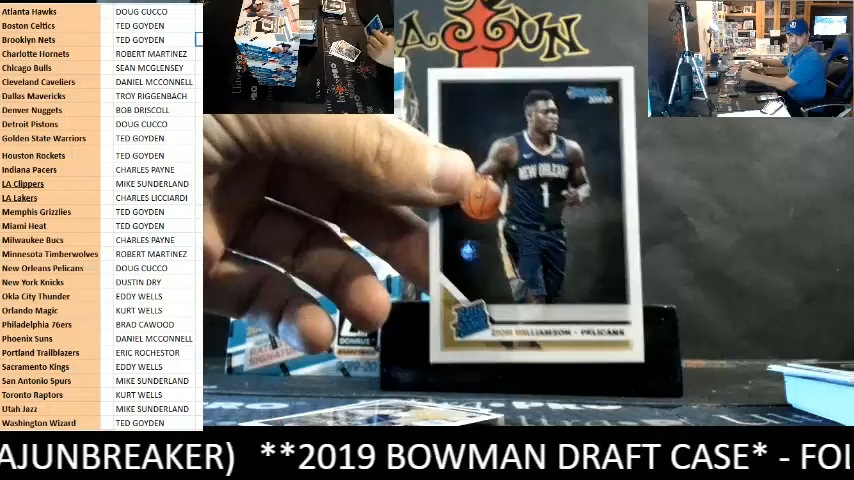 Atlanta Hawks DOUG CUCCO
Boston Celtics TED GOYDEN
Brooklyn Nets TED GOYDEN
Charlotte Hornets ROBERT MARTINEZ
Chicago Bulls SEAN MCGLENSEY
Cleveland Caveliers DANIEL MCCONNELL
Dallas Mavericks TROY RIGGENBACH
Denver Nuggets BOB DRISCOLL
Detroit Pistons DOUG CUCCO
Golden State Warriors TED GOYDEN
Houston Rockets TED GOYDEN
Indiana Pacers CHARLES PAYNE
LA Clippers MIKE SUNDERLAND
LA Lakers CHARLES LICCIARDI
Memphis Grizzlies TED GOYDEN
Miami Heat TED GOYDEN
Milwaukee Bucs CHARLES PAYNE
Minnesota Timberwolves ROBERT MARTINEZ
New Orleans Pelicans DOUG CUCCO
New York Knicks DUSTIN DRY
Okla City Thunder EDDY WELLS
Orlando Magic KURT WELLS
Philadelphia 76ers BRAD CAWOOD
Phoenix Suns DANIEL MCCONNELL
Portland Trailblazers ERIC ROCHESTOR
Sacramento Kings EDDY WELLS
San Antonio Spurs MIKE SUNDERLAND
Toronto Raptors KURT WELLS
Utah Jazz MIKE SUNDERLAND
Washington Wizard TED GOYDEN
NEW ORLEANS
1
ZION WILLIAMSON - PELICANS
DONRUSS
AJUNBREAKER) **2019 BOWMAN DRAFT CASE* - FOI